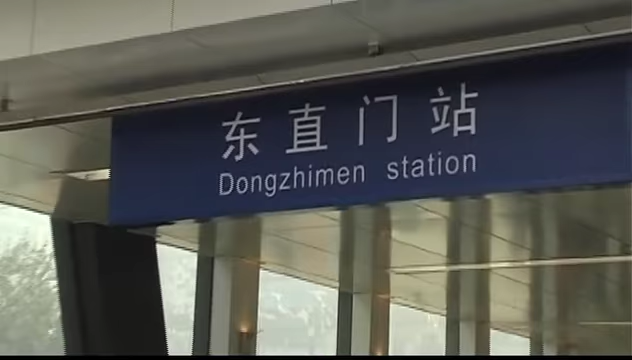 东直门站
Dongzhimen station